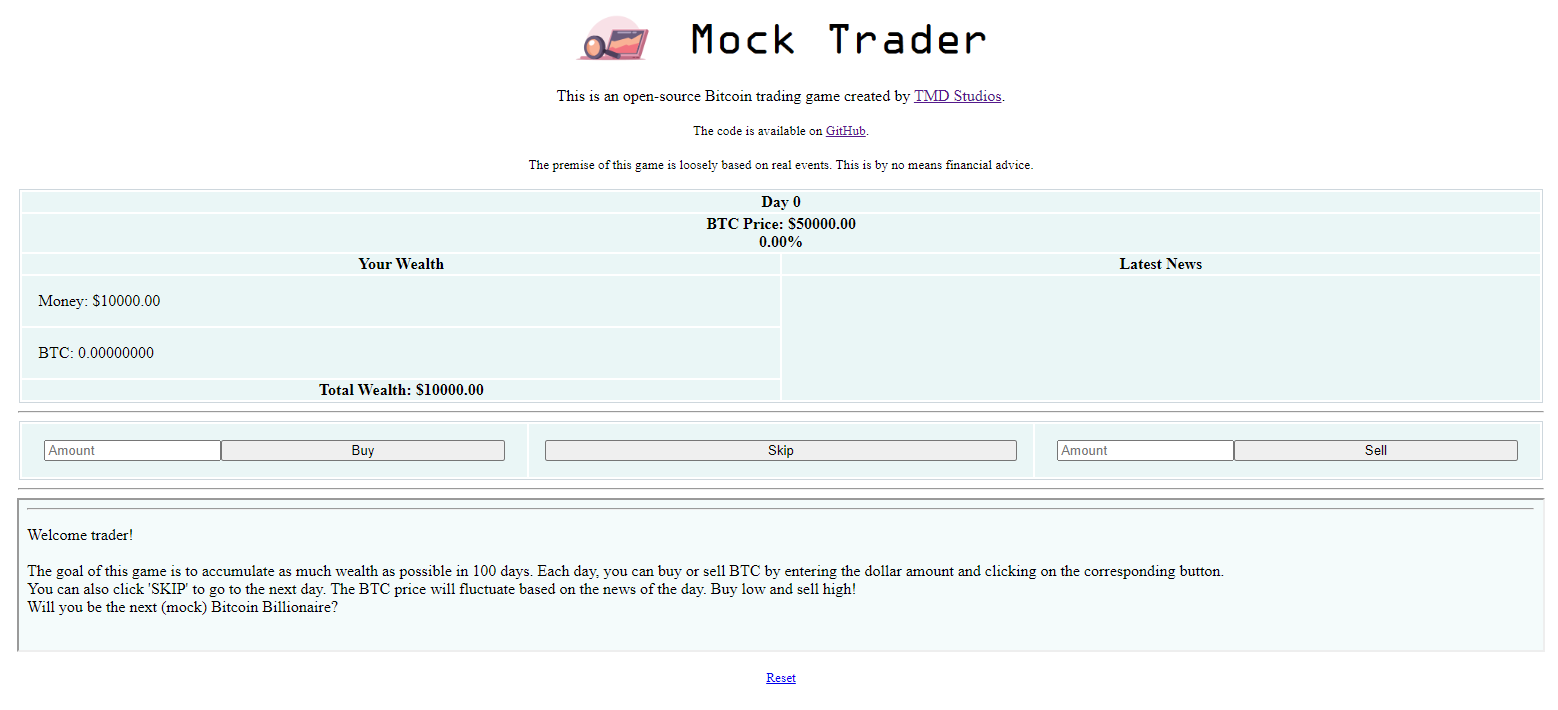 Mock Trader
This is an open-source Bitcoin trading game created by TMD Studios.
The code is available on GitHub.
The premise of this game is loosely based on real events. This is by no means financial advice.
Day 0
BTC Price: $50000.00
0.00%
Your Wealth
Latest News
Money: $10000.00
BTC: 0.00000000
Total Wealth: $10000.00
Amount
Buy
Skip
Amount
Sell
Welcome trader!
The goal of this game is to accumulate as much wealth as possible in 100 days. Each day, you can buy or sell BTC by entering the dollar amount and clicking on the corresponding button.
You can also click 'SKIP' to go to the next day. The BTC price will fluctuate based on the news of the day. Buy low and sell high!
Will you be the next (mock) Bitcoin Billionaire?
Reset